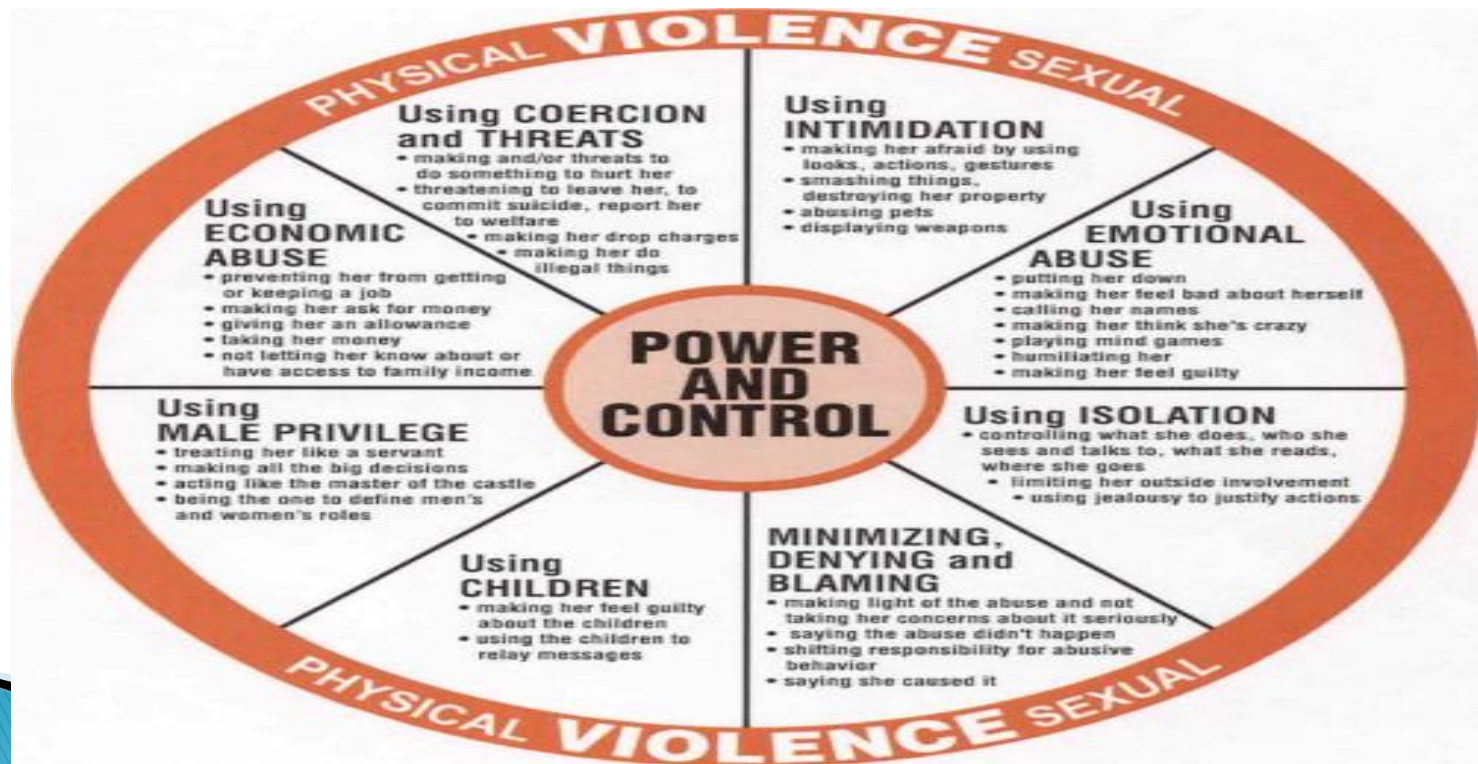 PHYSICAL VIOLENCE SEXUAL
Using COERCION
and THREATS
• making and/or threats to
do something to hurt her
• threatening to leave her, to
commit suicide, report her
to welfare
• making her drop charges
• making her do
illegal things
Using
INTIMIDATION
• making her afraid by using
looks, actions, gestures
• smashing things,
destroying her property
• abusing pets
• displaying weapons
Using
ECONOMIC
ABUSE
• preventing her from getting
or keeping a job
• making her ask for money
• giving her an allowance
• taking her money
• not letting her know about or
have access to family income
Using
EMOTIONAL
ABUSE
• putting her down
• making her feel bad about herself
• calling her names
• making her think she's crazy
• playing mind games
• humiliating her
• making her feel guilty
POWER
AND
CONTROL
Using
MALE PRIVILEGE
• treating her like a servant
• making all the big decisions
• acting like the master of the castle
• being the one to define men's
and women's roles
Using ISOLATION
• controlling what she does, who she
sees and talks to, what she reads,
where she goes
• limiting her outside involvement
• using jealousy to justify actions
Using
CHILDREN
• making her feel guilty
about the children
• using the children to
relay messages
MINIMIZING,
DENYING and
BLAMING
• making light of the abuse and not
taking her concerns about it seriously
• saying the abuse didn't happen
• shifting responsibility for abusive
behavior
• saying she caused it
PHYSICAL VIOLENCE SEXUAL